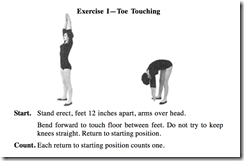 Exercise 1—Toe Touching
Start. Stand erect, feet 12 inches apart, arms over head.
Bend forward to touch floor between feet. Do not try to keep
knees straight. Return to starting position.
Count. Each return to starting position counts one.